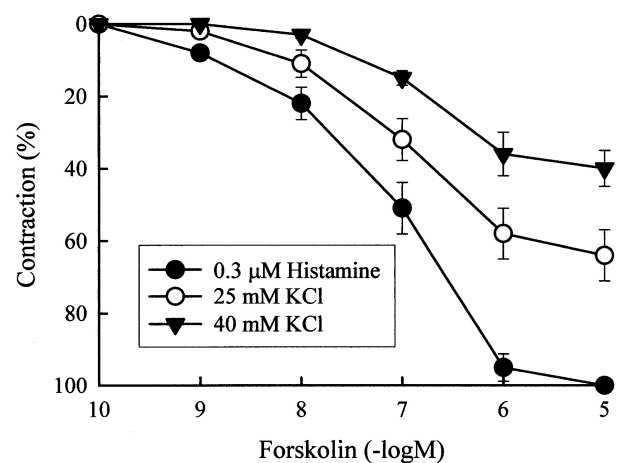 0
20
40
60
80
100
Contraction (%)
0.3 μM Histamine
25 mM KCl
40 mM KCl
10 9 8 7 6 5
Forskolin (-logM)